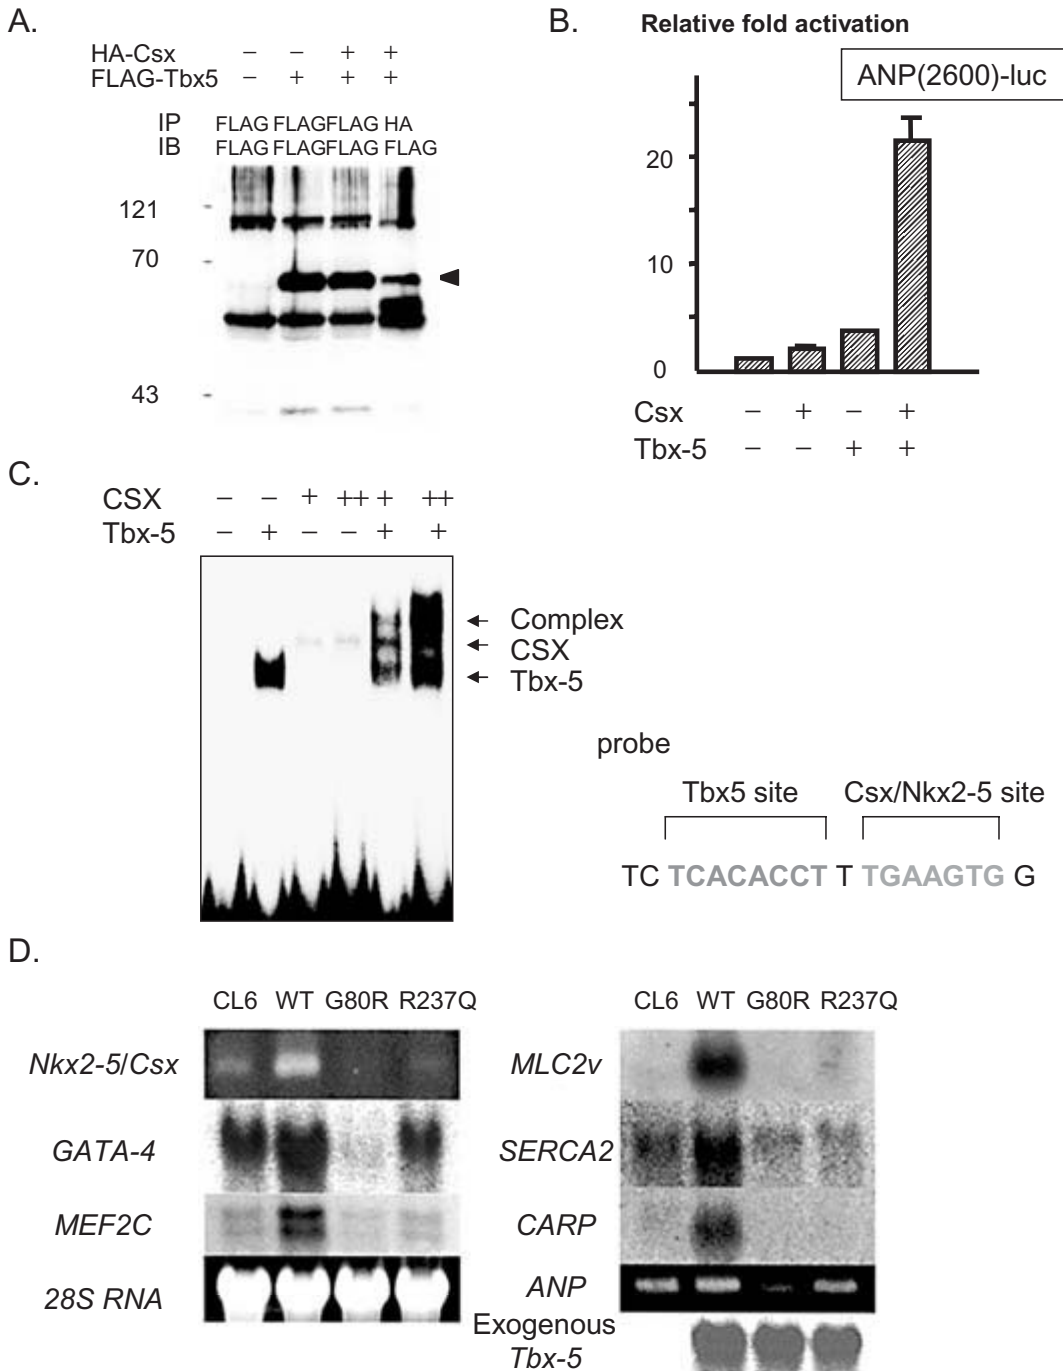 A.
HA-Csx – – + +
FLAG-Tbx5 – + + +
IP FLAG FLAG FLAG HA
IB FLAG FLAG FLAG FLAG
121
70
43
B. Relative fold activation
ANP(2600)-luc
20
10
0
Csx – + – +
Tbx-5 – – + +
C.
CSX – – + ++ + ++
Tbx-5 – + – – + +
Complex
CSX
Tbx-5
probe
Tbx5 site Csx/Nkx2-5 site
TC TCACACCT T TGAAGTG G
D.
CL6 WT G80R R237Q
Nkx2-5/Csx
GATA-4
MEF2C
28S RNA
CL6 WT G80R R237Q
MLC2v
SERCA2
CARP
ANP
Exogenous
Tbx-5